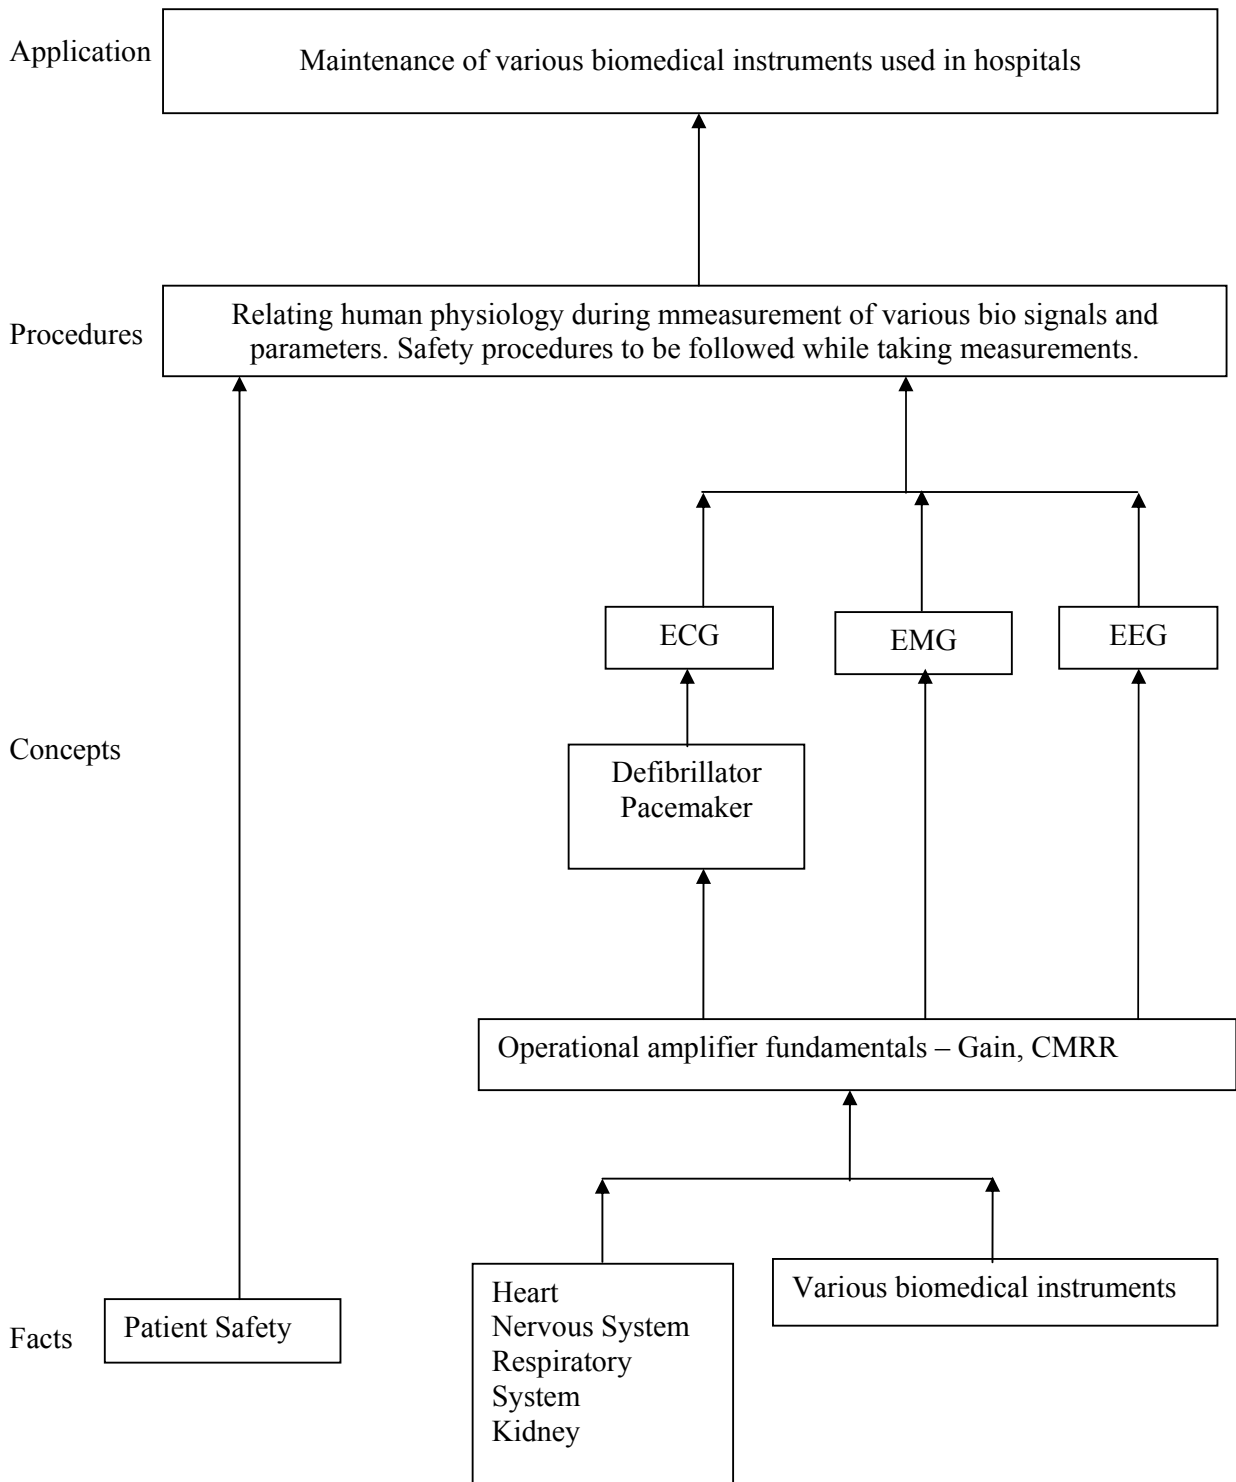 Application
Maintenance of various biomedical instruments used in hospitals
Procedures
Relating human physiology during mmeasurement of various bio signals and
parameters. Safety procedures to be followed while taking measurements.
ECG
EMG
EEG
Concepts
Defibrillator
Pacemaker
Operational amplifier fundamentals – Gain, CMRR
Facts
Patient Safety
Heart
Nervous System
Respiratory
System
Kidney
Various biomedical instruments